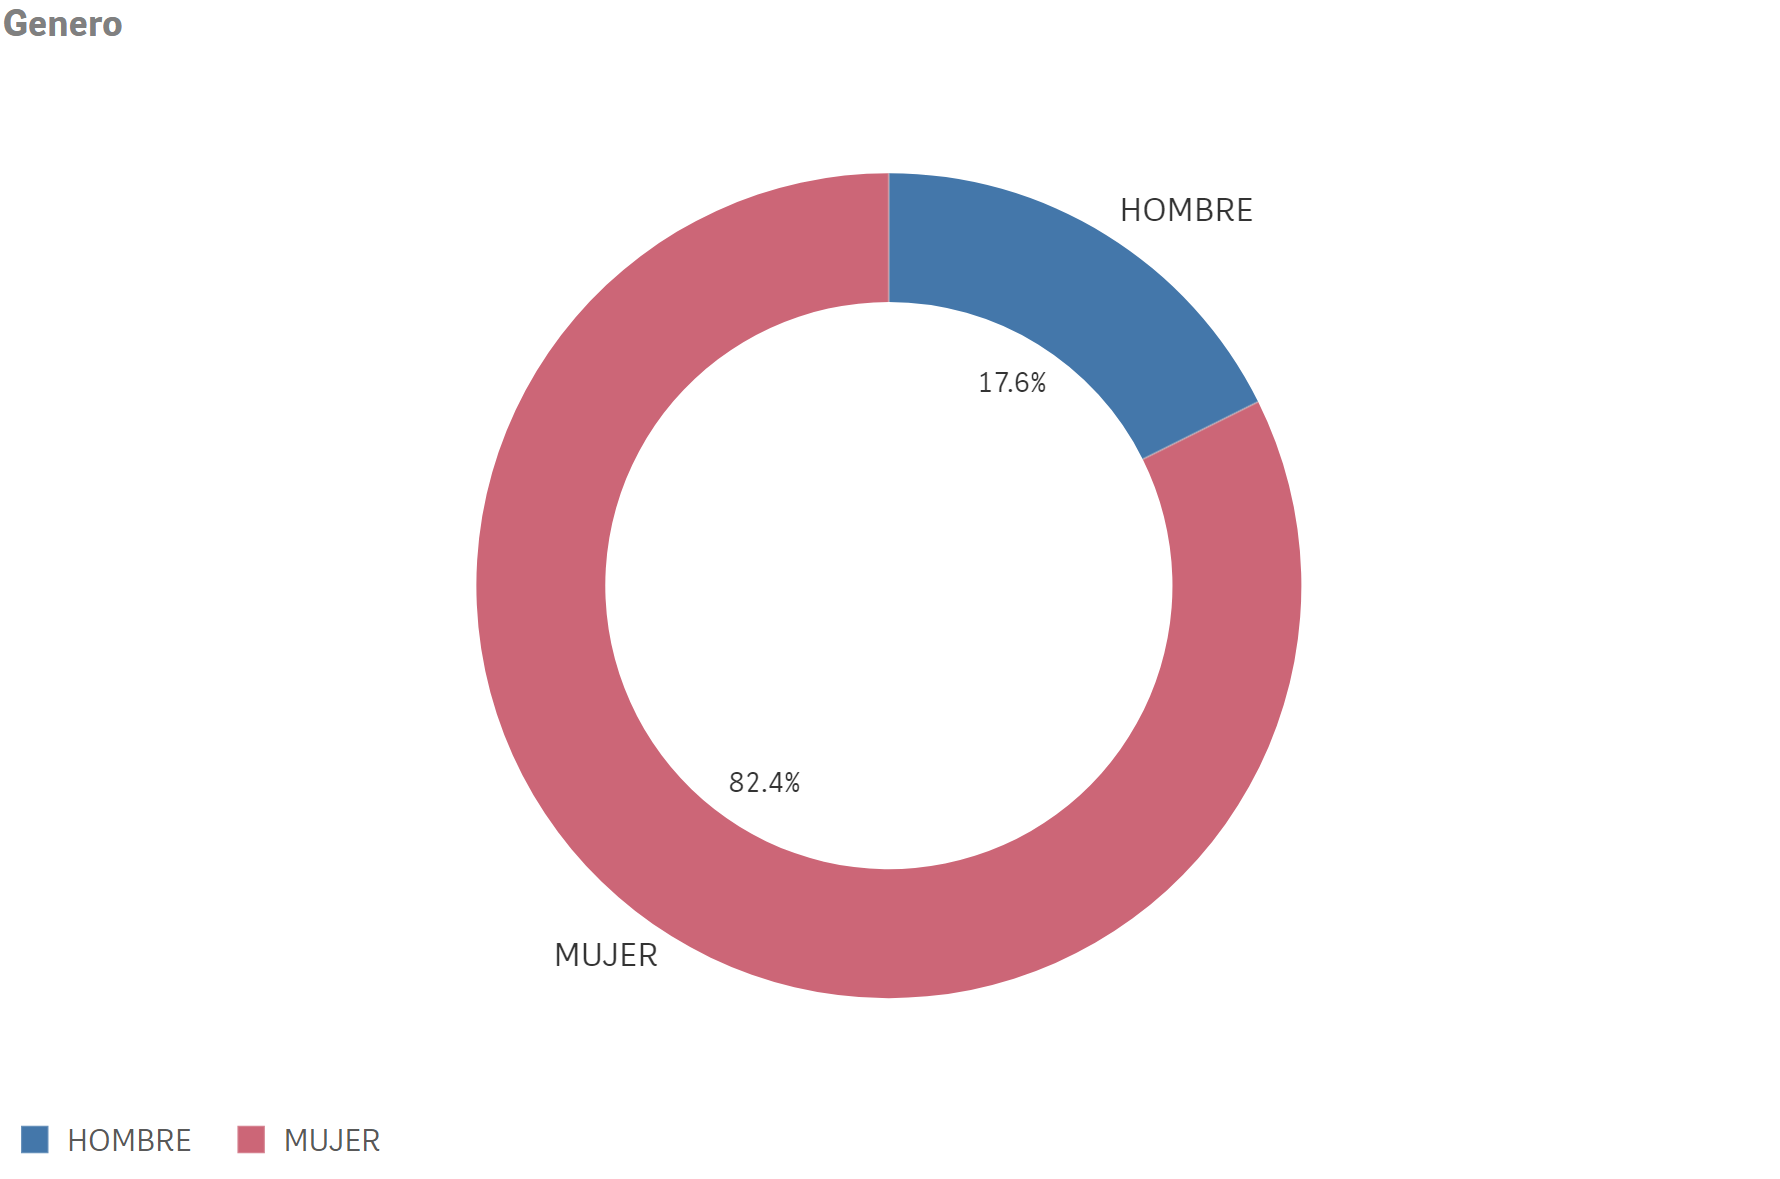 Genero
HOMBRE
17.6%
82.4%
MUJER
HOMBRE MUJER